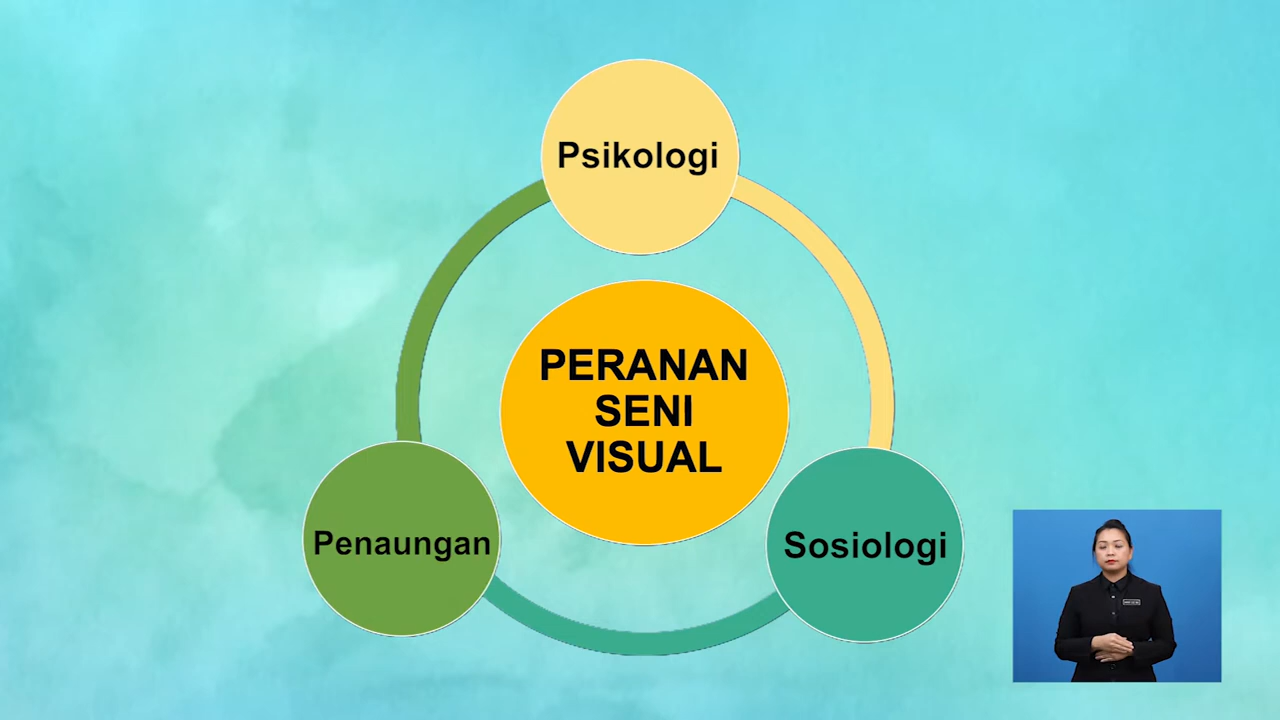 Psikologi
PERANAN
SENI
VISUAL
Penaungan
Sosiologi